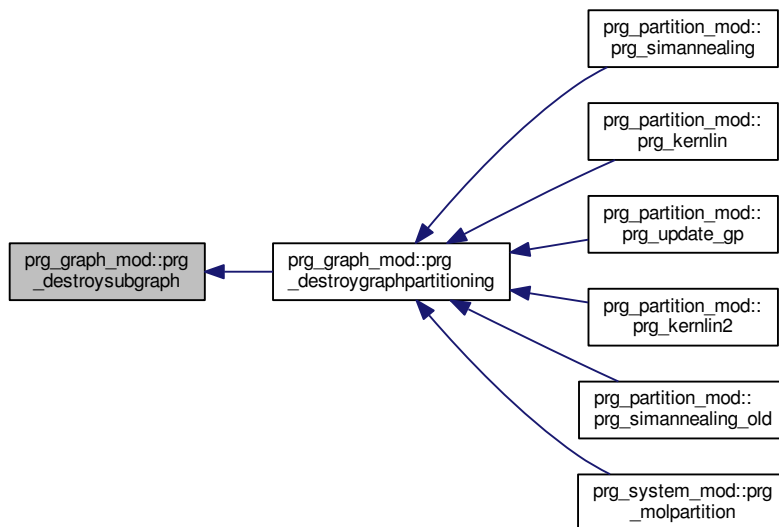 prg_partition_mod::
prg_simannealing
prg_partition_mod::
prg_kernlin
prg_partition_mod::
prg_update_gp
prg_graph_mod::prg
_destroysubgraph
prg_graph_mod::prg
_destroygraphpartitioning
prg_partition_mod::
prg_kernlin2
prg_partition_mod::
prg_simannealing_old
prg_system_mod::prg
_molpartition